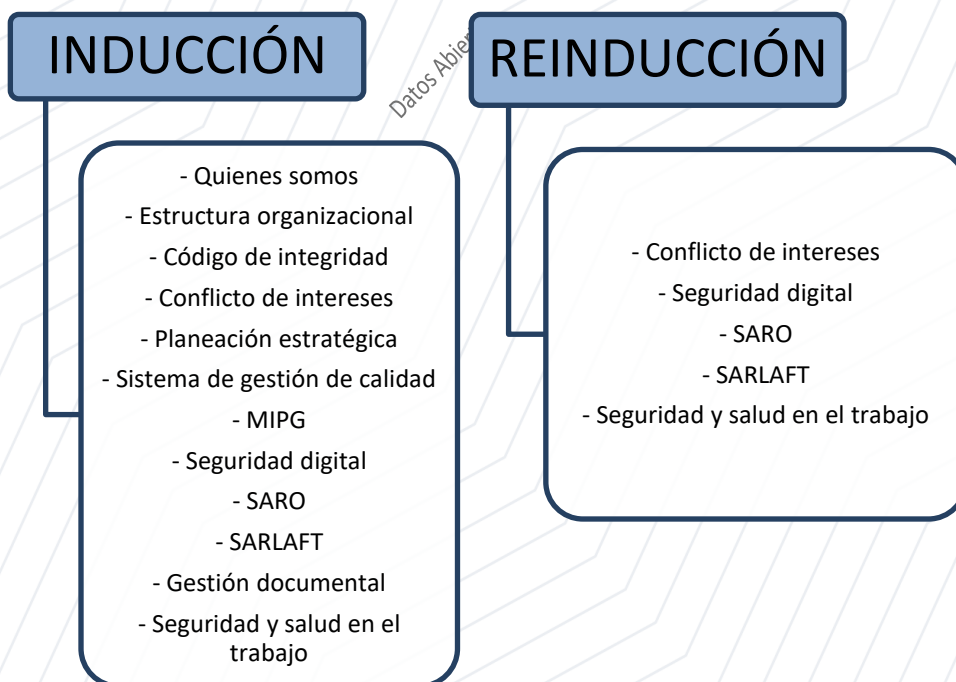 INDUCCIÓN
- Quienes somos
- Estructura organizacional
- Código de integridad
- Conflicto de intereses
- Planeación estratégica
- Sistema de gestión de calidad
- MIPG
- Seguridad digital
- SARO
- SARLAFT
- Gestión documental
- Seguridad y salud en el
trabajo
Datos
REINDUCCIÓN
- Conflicto de intereses
- Seguridad digital
- SARO
- SARLAFT
- Seguridad y salud en el trabajo